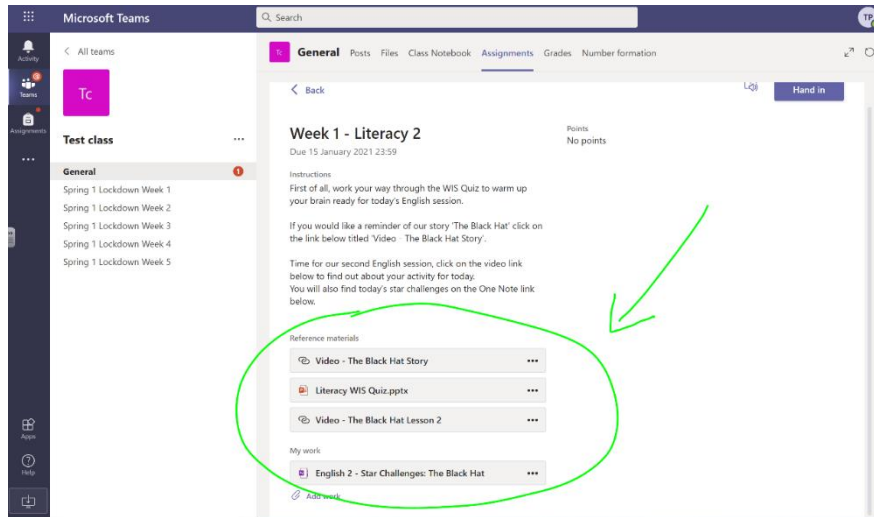 Microsoft Teams
Search
TP
Activity
Teams
Assignments
Apps
Help
All teams
Tc
Test class
General
1
Spring 1 Lockdown Week 1
Spring 1 Lockdown Week 2
Spring 1 Lockdown Week 3
Spring 1 Lockdown Week 4
Spring 1 Lockdown Week 5
Tc General Posts Files Class Notebook Assignments Grades Number formation
Back
Hand in
Week 1 - Literacy 2
Due 15 January 2021 23:59
Points
No points
Instructions
First of all, work your way through the WIS Quiz to warm up
your brain ready for today's English session.
If you would like a reminder of our story 'The Black Hat' click on
the link below titled 'Video - The Black Hat Story'.
Time for our second English session, click on the video link
below to find out about your activity for today.
You will also find today's star challenges on the One Note link
below.
Reference materials
Video - The Black Hat Story
Literacy WIS Quiz.pptx
Video - The Black Hat Lesson 2
My work
English 2 - Star Challenges: The Black Hat
Add work